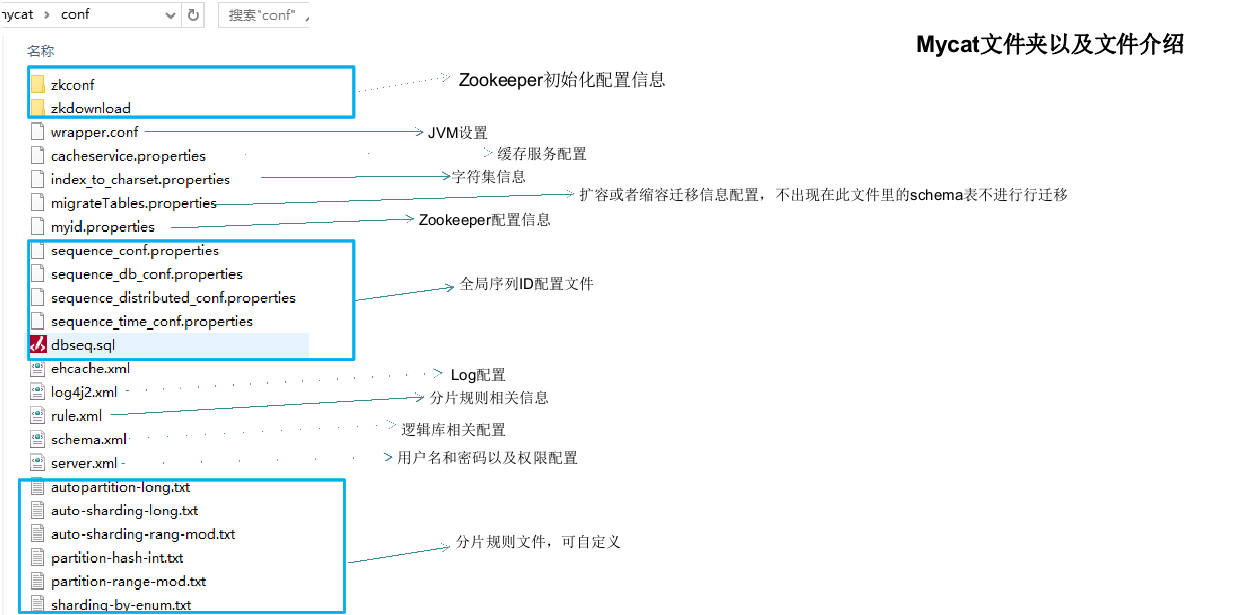 mycat > conf
搜索"conf"
Mycat文件夹以及文件介绍
名称
zkconf
zkdownload
Zookeeper初始化配置信息
wrapper.conf
JVM设置
cacheservice.properties
缓存服务配置
index_to_charset.properties
字符集信息
migrateTables.properties
扩容或者缩容迁移信息配置，不出现在此文件里的schema表不进行行迁移
myid.properties
Zookeeper配置信息
sequence_conf.properties
sequence_db_conf.properties
sequence_distributed_conf.properties
sequence_time_conf.properties
dbseq.sql
全局序列ID配置文件
ehcache.xml
log4j2.xml
Log配置
rule.xml
分片规则相关信息
schema.xml
逻辑库相关配置
server.xml
用户名和密码以及权限配置
autopartition-long.txt
auto-sharding-long.txt
auto-sharding-rang-mod.txt
partition-hash-int.txt
partition-range-mod.txt
sharding-by-enum.txt
分片规则文件，可自定义